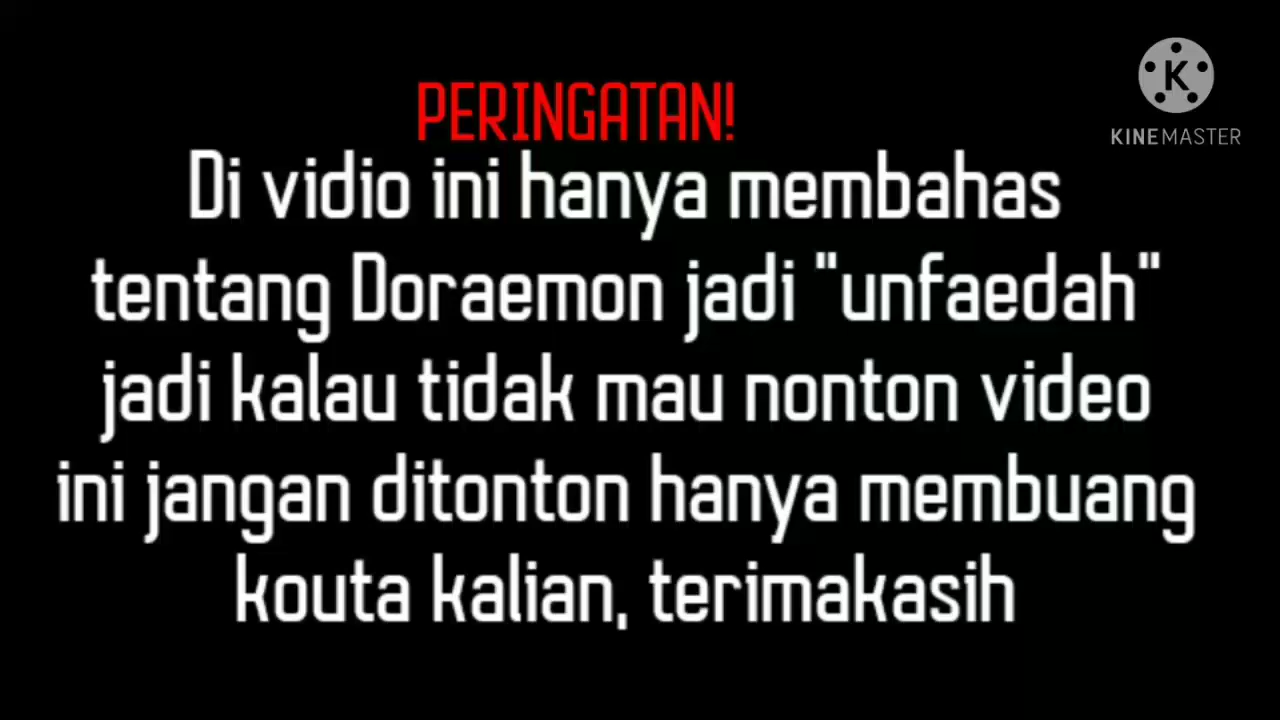 PERINGATAN!
Di vidio ini hanya membahas
tentang Doraemon jadi "unfaedah"
jadi kalau tidak mau nonton video
ini jangan ditonton hanya membuang
kouta kalian, terimakasih
K
KINEMASTER